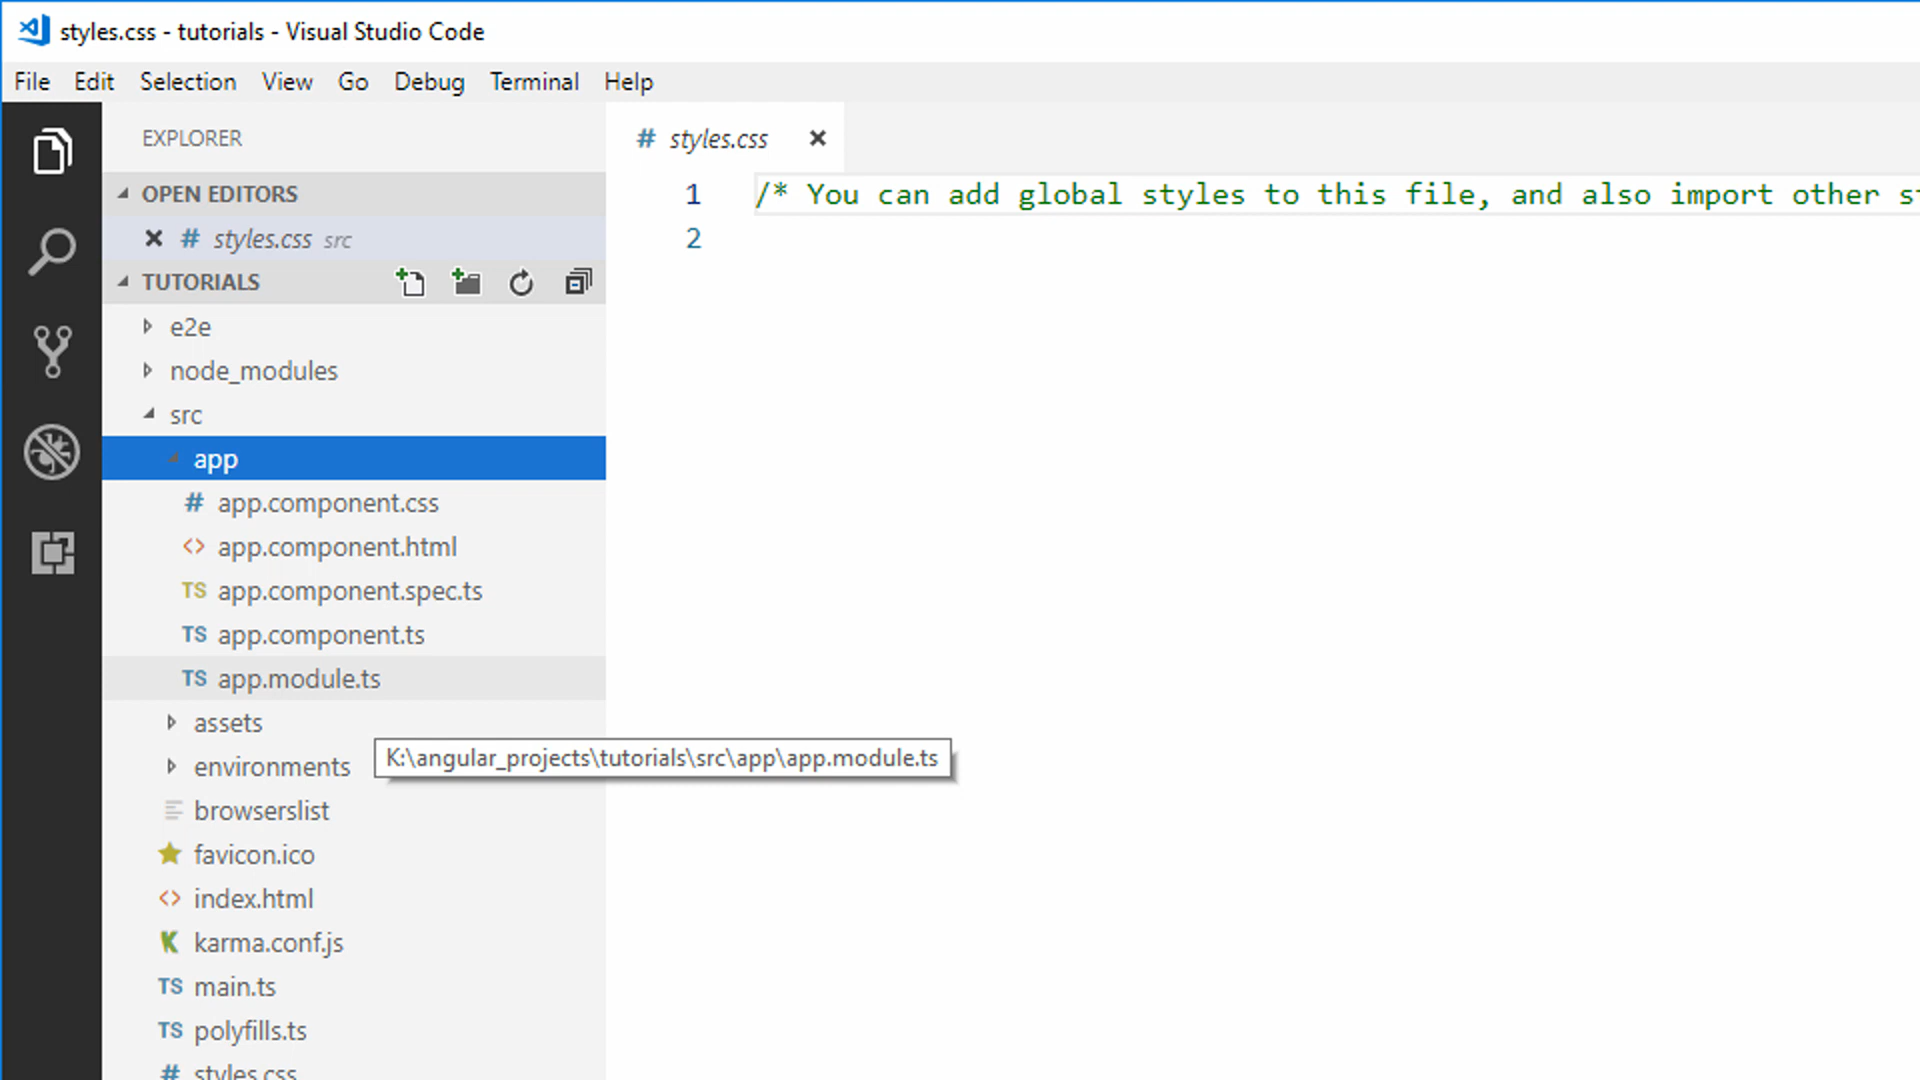 styles.css - tutorials - Visual Studio Code
File Edit Selection View Go Debug Terminal Help
EXPLORER
OPEN EDITORS
# styles.css src
TUTORIALS
e2e
node_modules
src
app
# app.component.css
<> app.component.html
TS app.component.spec.ts
TS app.component.ts
TS app.module.ts
assets
environments
browserslist
favicon.ico
<> index.html
K karma.conf.js
TS main.ts
TS polyfills.ts
# styles.css
# styles.css
1 /* You can add global styles to this file, and also import other
2
K:\angular_projects\tutorials\src\app\app.module.ts